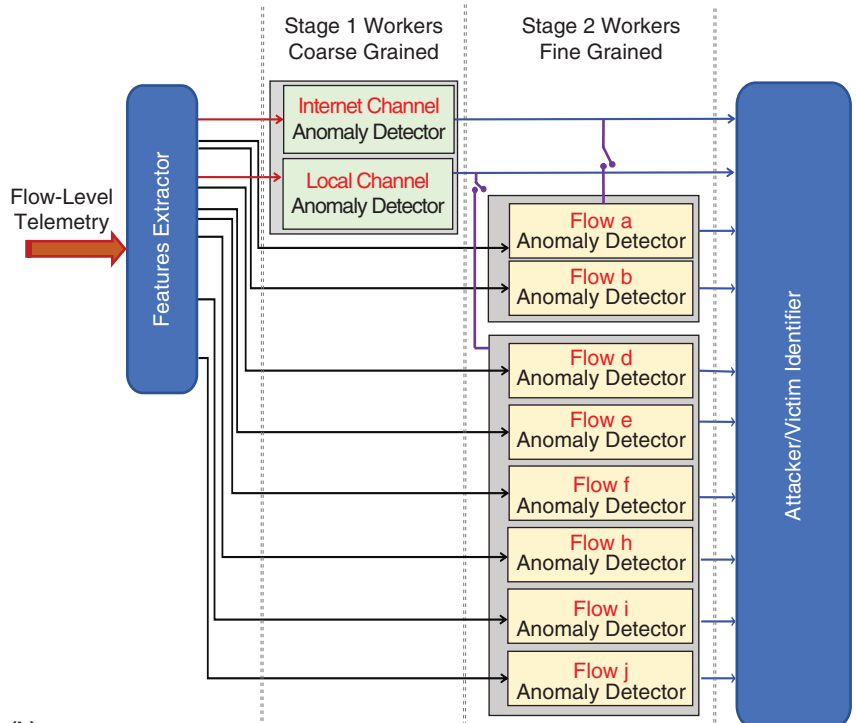 Stage 1 Workers
Coarse Grained
Stage 2 Workers
Fine Grained
Flow-Level
Telemetry
Features Extractor
Internet Channel
Anomaly Detector
Local Channel
Anomaly Detector
Flow a
Anomaly Detector
Flow b
Anomaly Detector
Flow d
Anomaly Detector
Flow e
Anomaly Detector
Flow f
Anomaly Detector
Flow h
Anomaly Detector
Flow i
Anomaly Detector
Flow j
Anomaly Detector
Attacker/Victim Identifier